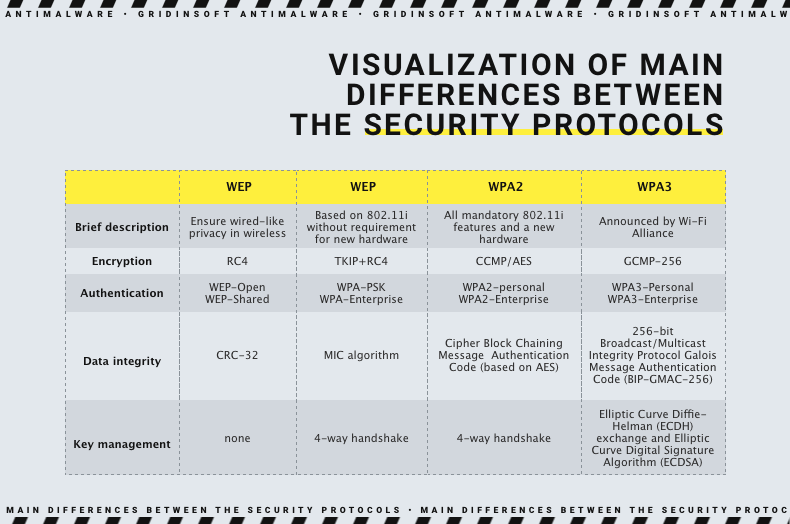 ANTIMALWARE • GRIDINSOFT ANTIMALWARE • GRIDINSOFT ANTIMALWARE • GRIDINSOFT ANTIMALW
VISUALIZATION OF MAIN
DIFFERENCES BETWEEN
THE SECURITY PROTOCOLS
WEP WEP WPA2 WPA3
Brief description
Ensure wired-like
privacy in wireless
Based on 802.11i
without requirement
for new hardware
All mandatory 802.11i
features and a new
hardware
Announced by Wi-Fi
Alliance
Encryption RC4 TKIP+RC4 CCMP/AES GCMP-256
Authentication
WEP-Open
WEP-Shared
WPA-PSK
WPA-Enterprise
WPA2-personal
WPA2-Enterprise
WPA3-Personal
WPA3-Enterprise
Data integrity
CRC-32
MIC algorithm
Cipher Block Chaining
Message Authentication
Code (based on AES)
256-bit
Broadcast/Multicast
Integrity Protocol Galois
Message Authentication
Code (BIP-GMAC-256)
Key management
none
4-way handshake
4-way handshake
Elliptic Curve Diffie-
Helman (ECDH)
exchange and Elliptic
Curve Digital Signature
Algorithm (ECDSA)
MAIN DIFFERENCES BETWEEN THE SECURITY PROTOCOLS • MAIN DIFFERENCES BETWEEN THE SECURITY PROTOC